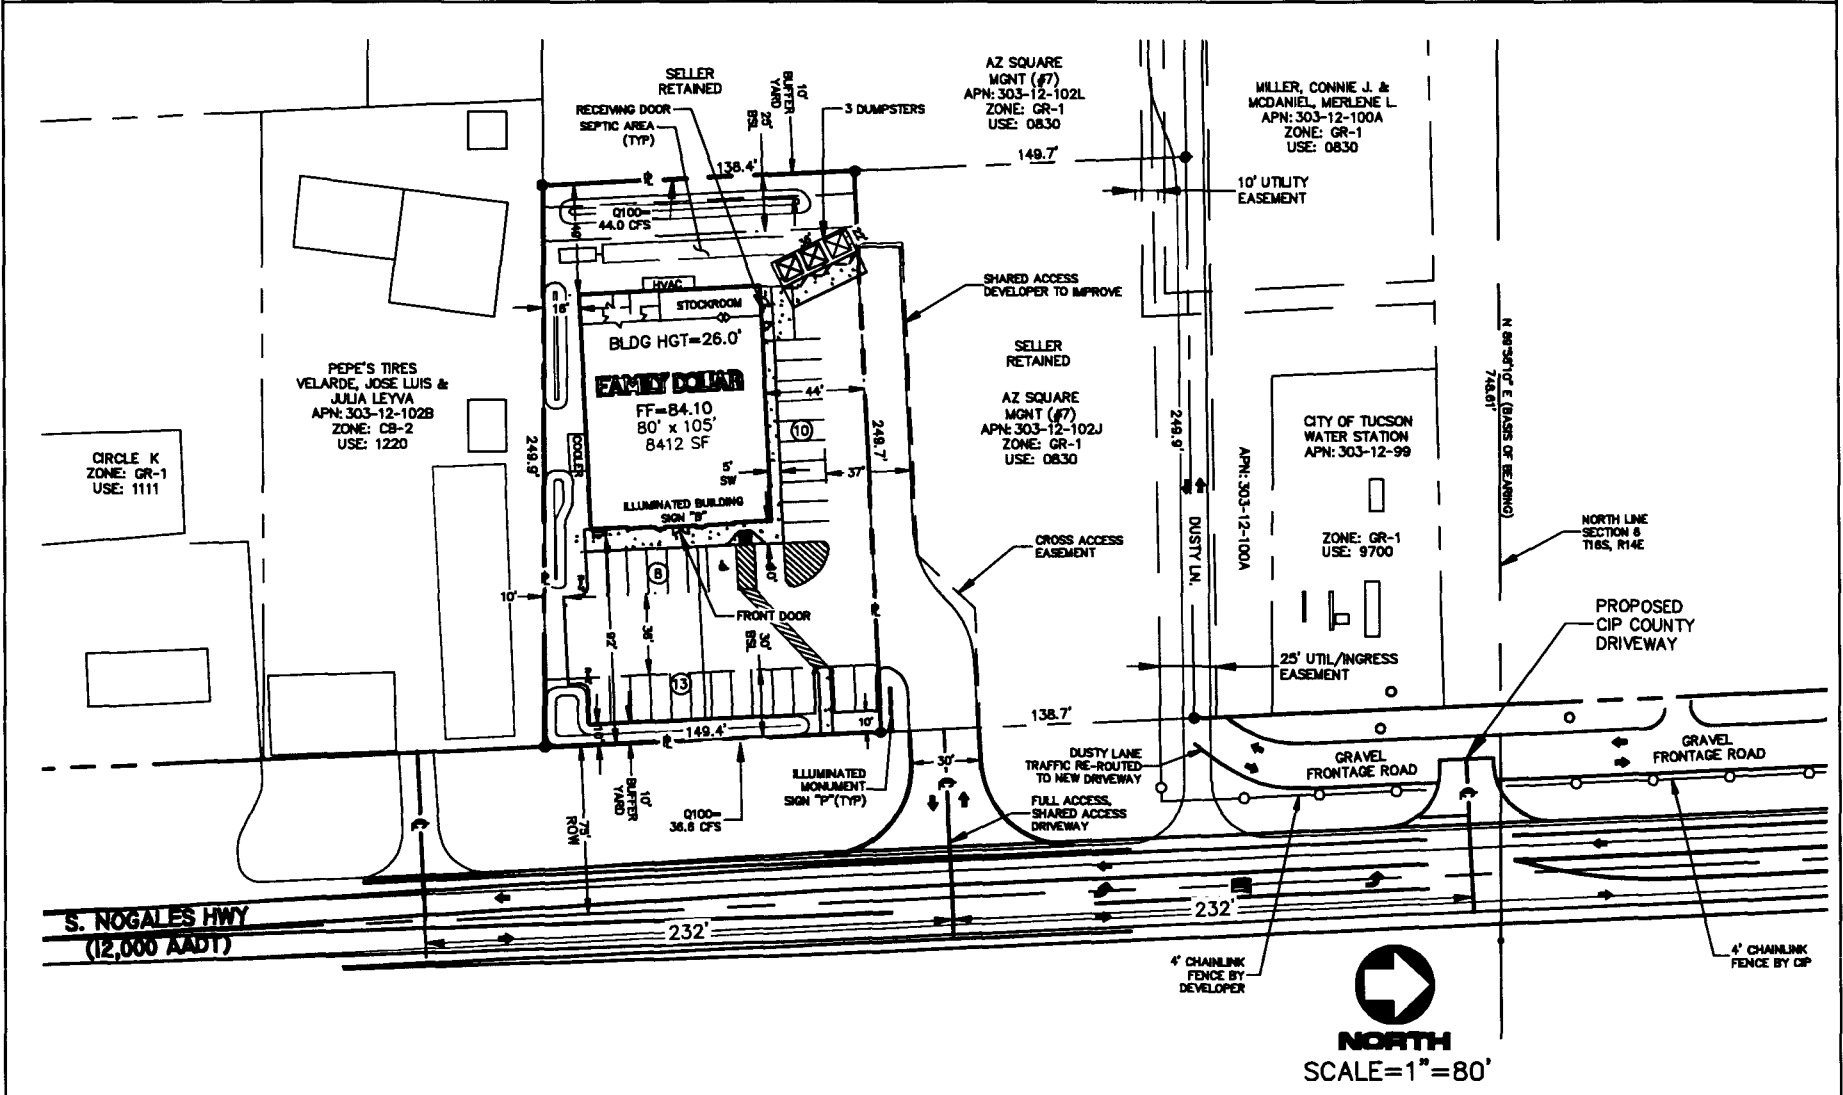 SELLER
RETAINED
RECEIVING DOOR
SEPTIC AREA
(TYP)
10'
BUFFER
YARD
25'
BSL
3 DUMPSTERS
AZ SQUARE
MGNT (#7)
APN: 303-12-102L
ZONE: GR-1
USE: 0830
MILLER, CONNIE J. &
MCDANIEL, MERLENE L.
APN: 303-12-100A
ZONE: GR-1
USE: 0830
138.4'
149.7'
10' UTILITY
EASEMENT
Q100=
44.0 CFS
SHARED ACCESS
DEVELOPER TO IMPROVE
HVAC
STOCKROOM
16'
BLDG HGT=26.0'
FAMILY DOLLAR
FF=84.10
80' x 105'
8412 SF
44'
10
249.7'
37'
5'
SW
COOLER
249.9'
ILLUMINATED BUILDING
SIGN "B"
PEPE'S TIRES
VELARDE, JOSE LUIS &
JULIA LEYVA
APN: 303-12-102B
ZONE: CB-2
USE: 1220
CIRCLE K
ZONE: GR-1
USE: 1111
SELLER
RETAINED
AZ SQUARE
MGNT (#7)
APN: 303-12-102J
ZONE: GR-1
USE: 0830
249.9'
DUSTY LN.
APN: 303-12-100A
CITY OF TUCSON
WATER STATION
APN: 303-12-99
ZONE: GR-1
USE: 9700
N 89°58'10" E (BASIS OF BEARING)
748.61'
NORTH LINE
SECTION 6
T16S, R14E
CROSS ACCESS
EASEMENT
8
10'
FRONT DOOR
36'
92'
30'
BSL
13
PROPOSED
CIP COUNTY
DRIVEWAY
25' UTIL/INGRESS
EASEMENT
10'
10'
149.4'
138.7'
30'
10'
BUFFER
YARD
75'
ROW
Q100=
36.6 CFS
ILLUMINATED
MONUMENT
SIGN "P"(TYP)
DUSTY LANE
TRAFFIC RE-ROUTED
TO NEW DRIVEWAY
FULL ACCESS,
SHARED ACCESS
DRIVEWAY
GRAVEL
FRONTAGE ROAD
GRAVEL
FRONTAGE ROAD
S. NOGALES HWY
(12,000 AADT)
232'
232'
4' CHAINLINK
FENCE BY
DEVELOPER
4' CHAINLINK
FENCE BY CIP
NORTH
SCALE=1"=80'